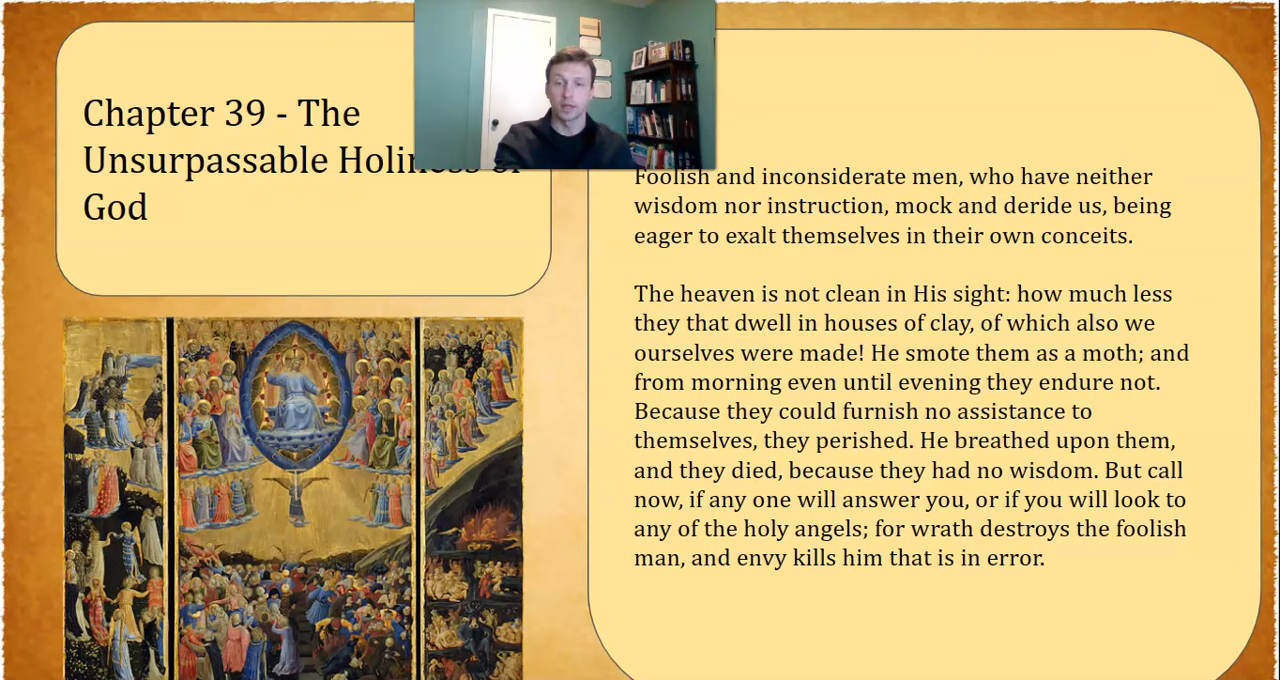 Chapter 39 - The
Unsurpassable Holiness of
God
Foolish and inconsiderate men, who have neither
wisdom nor instruction, mock and deride us, being
eager to exalt themselves in their own conceits.
The heaven is not clean in His sight: how much less
they that dwell in houses of clay, of which also we
ourselves were made! He smote them as a moth; and
from morning even until evening they endure not.
Because they could furnish no assistance to
themselves, they perished. He breathed upon them,
and they died, because they had no wisdom. But call
now, if any one will answer you, or if you will look to
any of the holy angels; for wrath destroys the foolish
man, and envy kills him that is in error.